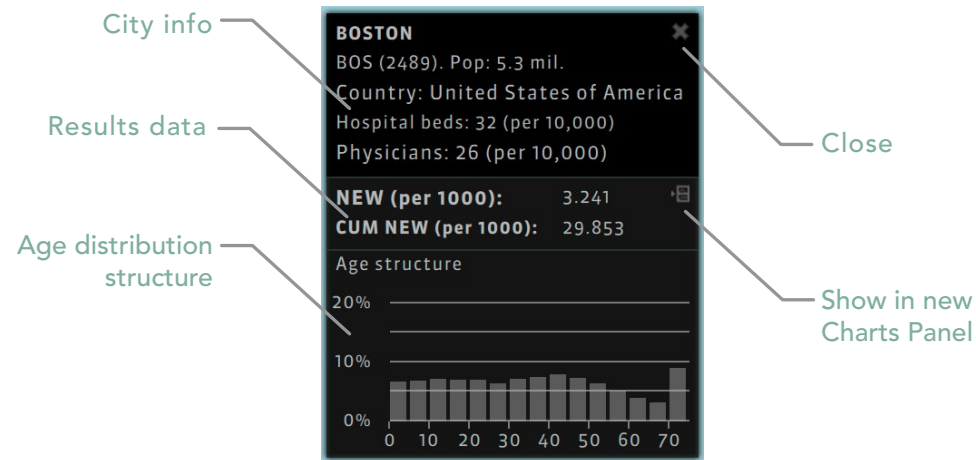 City info
BOSTON
BOS (2489). Pop: 5.3 mil.
Country: United States of America
Hospital beds: 32 (per 10,000)
Physicians: 26 (per 10,000)
Results data
Close
NEW (per 1000): 3.241
CUM NEW (per 1000): 29.853
Age distribution
structure
Age structure
20%
10%
0%
0 10 20 30 40 50 60 70
Show in new
Charts Panel